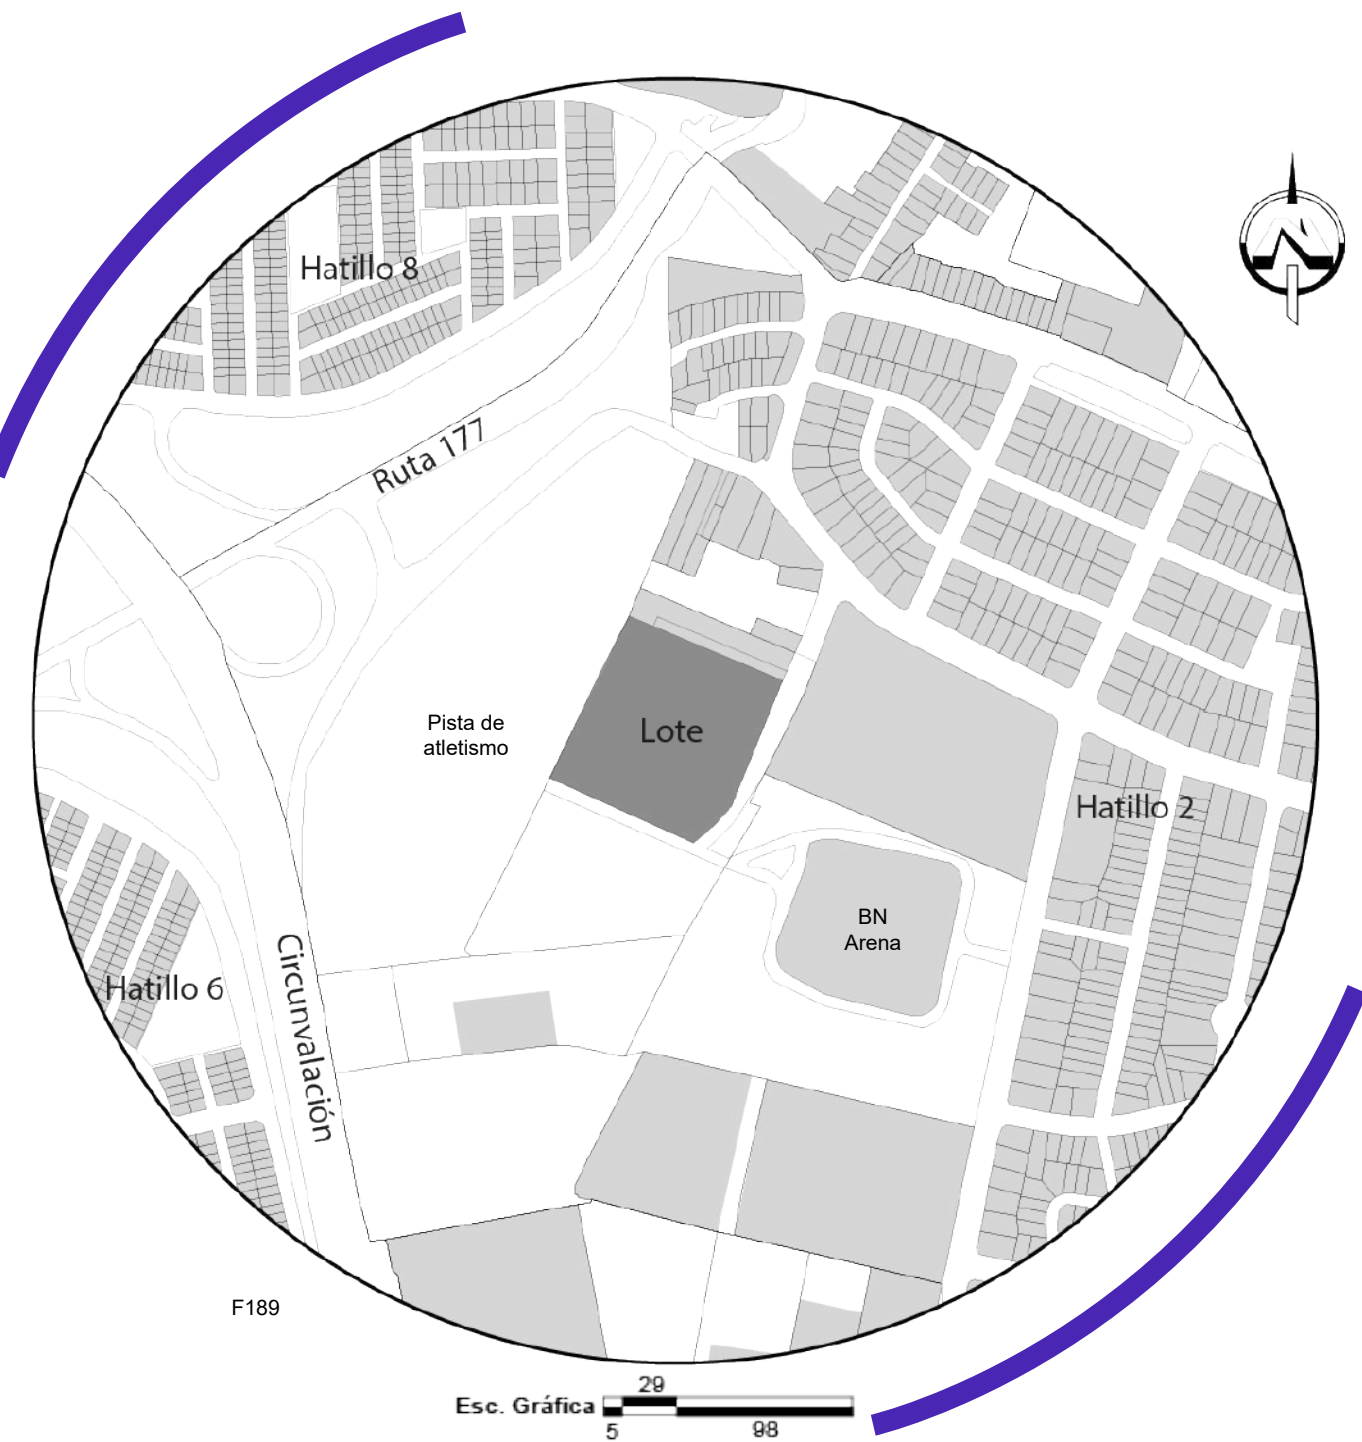 Hatillo 8
Ruta 177
Pista de
atletismo
Lote
Hatillo 2
BN
Arena
Hatillo 6
Circunvalación
F189
29
Esc. Gráfica
5
98